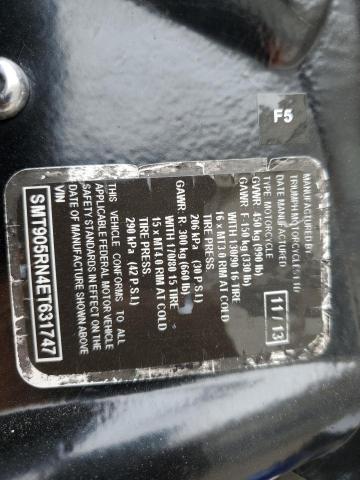 F5
MANUFACTURED BY
TRIUMPH MOTORCYCLES LTD
DATE MANUFACTURED 11 / 13
TYPE MOTORCYCLE
GVWR 450 kg (990 lb)
GAWR F 150 kg (330 lb)
WITH 130/90 16 TIRE
16 x MT3.0 RIM AT COLD
TIRE PRESS.
206 kPa (30 P.S.I.)
GAWR R 300 kg (660 lb)
WITH 170/80 15 TIRE
15 x MT4.0 RIM AT COLD
TIRE PRESS.
290 kPa (42 P.S.I.)
THIS VEHICLE CONFORMS TO ALL
APPLICABLE FEDERAL MOTOR VEHICLE
SAFETY STANDARDS IN EFFECT ON THE
DATE OF MANUFACTURE SHOWN ABOVE
VIN
SMT905RN4ET631747